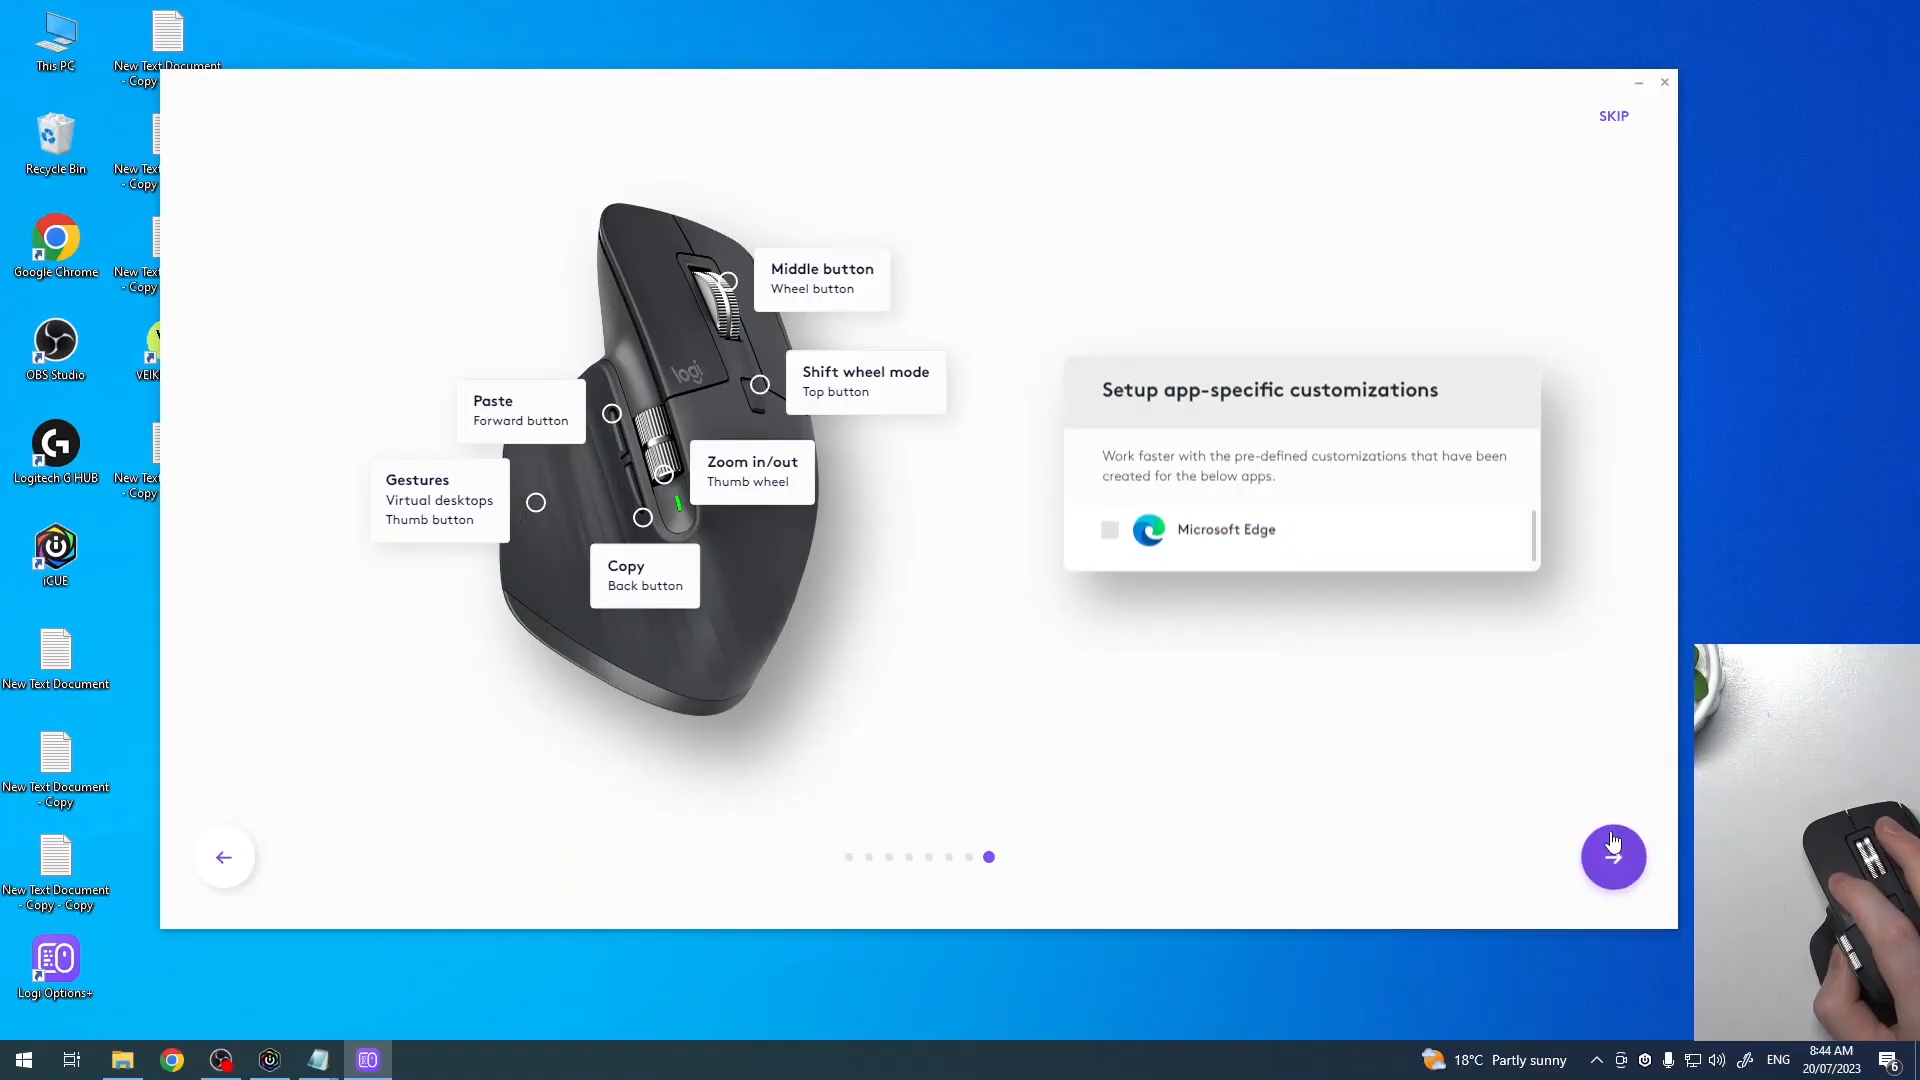 This PC
New Text Document
- Copy
Recycle Bin
New Text
- Copy
Google Chrome
New Text
- Copy
OBS Studio
VEIK
Logitech G HUB
New Text
- Copy
iCUE
New Text Document
New Text Document
- Copy
New Text Document
- Copy - Copy
Logi Options+
SKIP
Middle button
Wheel button
logi
Shift wheel mode
Top button
Paste
Forward button
Zoom in/out
Thumb wheel
Gestures
Virtual desktops
Thumb button
Copy
Back button
Setup app-specific customizations
Work faster with the pre-defined customizations that have been
created for the below apps.
Microsoft Edge
18°C Partly sunny
ENG
8:44 AM
20/07/2023
6